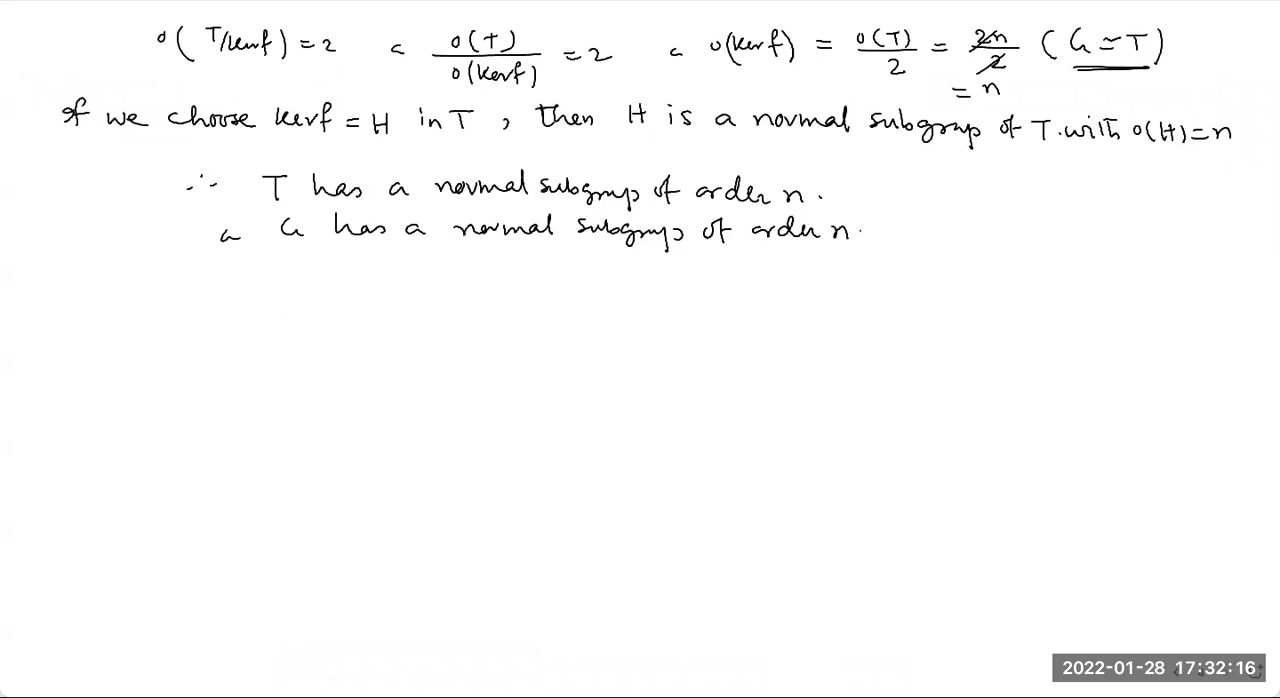 o(T/kerf) = 2 ⊂ o(T)/o(kerf) = 2 ⊂ o(kerf) = o(T)/2 = 2n/2 (G ≃ T)
= n
If we choose kerf = H in T, then H is a normal subgroup of T. with o(H) = n
∴ T has a normal subgroup of order n.
G has a normal subgroup of order n.
2022-01-28 17:32:16